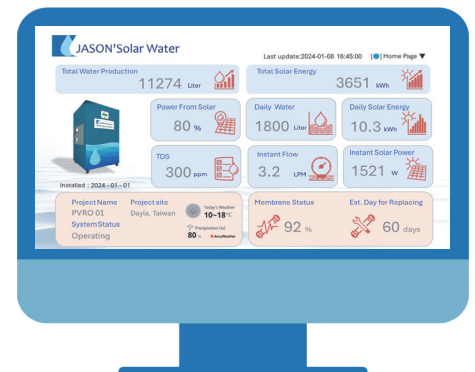 JASON'Solar Water
Last update:2024-01-08 16:45:00 [ ] Home Page ▼
Total Water Production
11274 Liter
Total Solar Energy
3651 kWh
Power From Solar
80 %
Daily Water
1800 Liter
Daily Solar Energy
10.3 kWh
TDS
300 ppm
Instant Flow
3.2 LPM
Instant Solar Power
1521 W
Installed : 2024 - 01 - 01
Project Name
PVRO 01
System Status
Operating
Project site
Dayia, Taiwan
Today's Weather
10~18°C
Precipitation (%)
80 %
AccuWeather
Membrane Status
92 %
Est. Day for Replacing
60 days